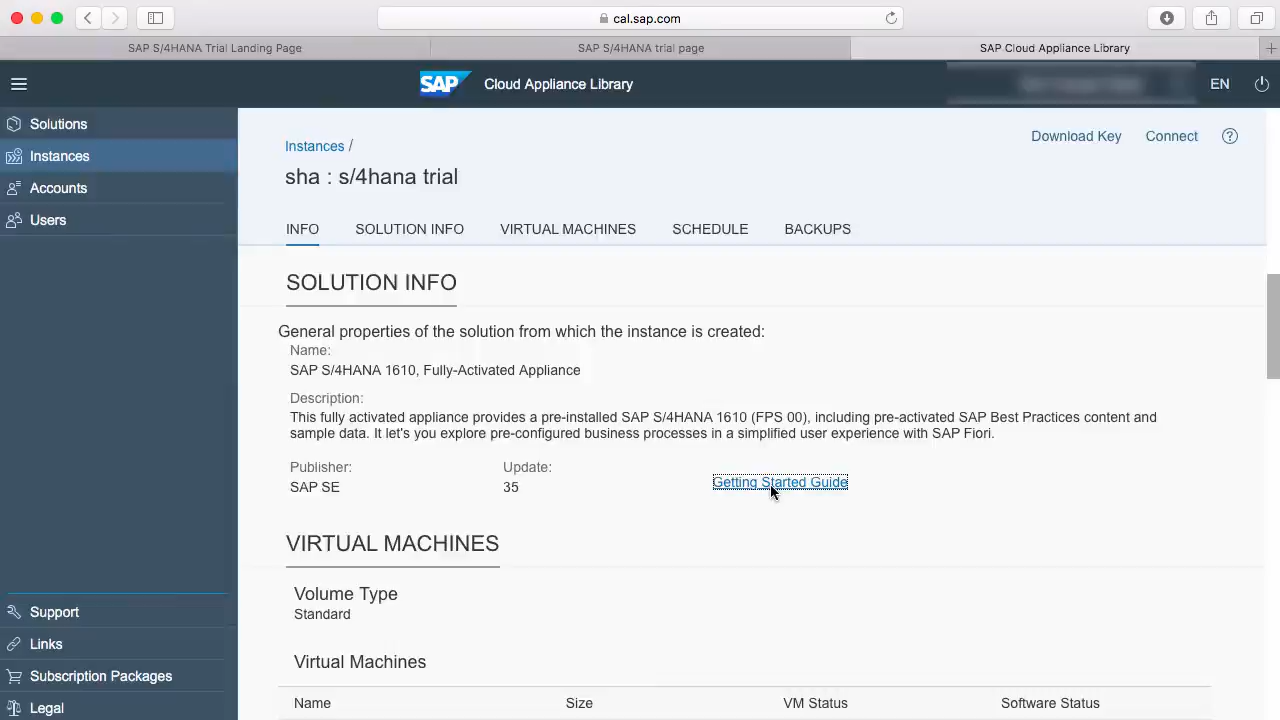 cal.sap.com
SAP S/4HANA Trial Landing Page
SAP S/4HANA trial page
SAP Cloud Appliance Library
SAP Cloud Appliance Library
EN
Solutions
Instances
Accounts
Users
Support
Links
Subscription Packages
Legal
Instances /
Download Key
Connect
sha : s/4hana trial
INFO
SOLUTION INFO
VIRTUAL MACHINES
SCHEDULE
BACKUPS
SOLUTION INFO
General properties of the solution from which the instance is created:
Name:
SAP S/4HANA 1610, Fully-Activated Appliance
Description:
This fully activated appliance provides a pre-installed SAP S/4HANA 1610 (FPS 00), including pre-activated SAP Best Practices content and
sample data. It let's you explore pre-configured business processes in a simplified user experience with SAP Fiori.
Publisher:
SAP SE
Update:
35
Getting Started Guide
VIRTUAL MACHINES
Volume Type
Standard
Virtual Machines
Name
Size
VM Status
Software Status